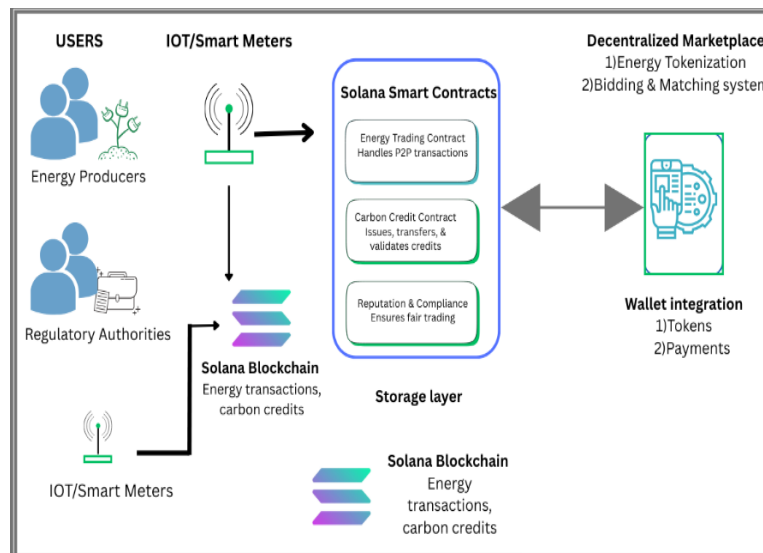 USERS
IOT/Smart Meters
Energy Producers
Regulatory Authorities
IOT/Smart Meters
Solana Blockchain
Energy transactions,
carbon credits
Solana Smart Contracts
Energy Trading Contract
Handles P2P transactions
Carbon Credit Contract
Issues, transfers, &
validates credits
Reputation & Compliance
Ensures fair trading
Storage layer
Solana Blockchain
Energy
transactions,
carbon credits
Decentralized Marketplace
1)Energy Tokenization
2)Bidding & Matching system
Wallet integration
1)Tokens
2)Payments